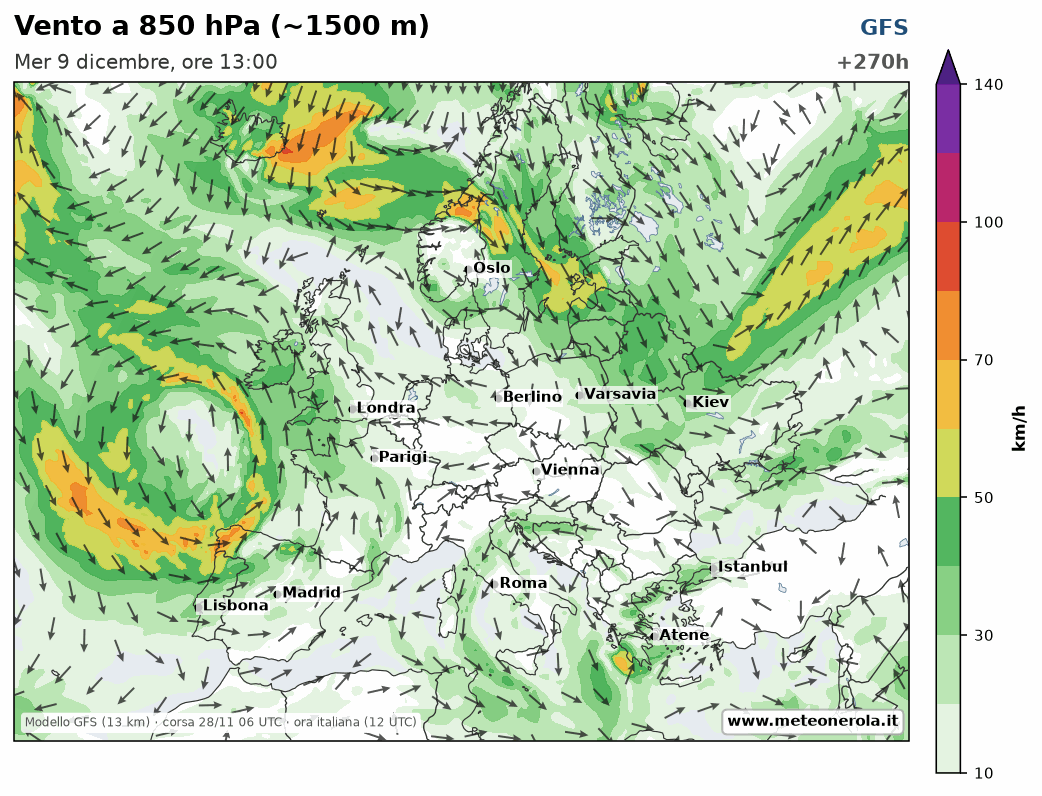 Vento a 850 hPa (~1500 m)
GFS
Mer 9 dicembre, ore 13:00
+270h
140
100
70
50
30
10
km/h
Oslo
Berlino
Varsavia
Kiev
Londra
Parigi
Vienna
Istanbul
Roma
Madrid
Lisbona
Atene
Modello GFS (13 km) · corsa 28/11 06 UTC · ora italiana (12 UTC)
www.meteonerola.it